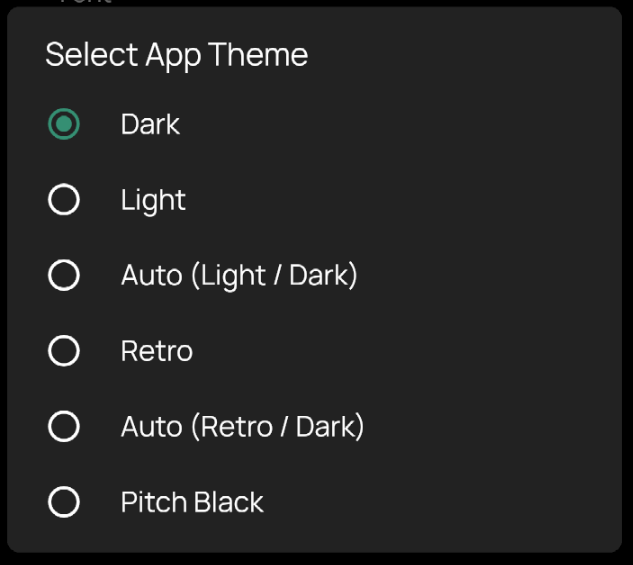 Select App Theme
Dark
Light
Auto (Light / Dark)
Retro
Auto (Retro / Dark)
Pitch Black